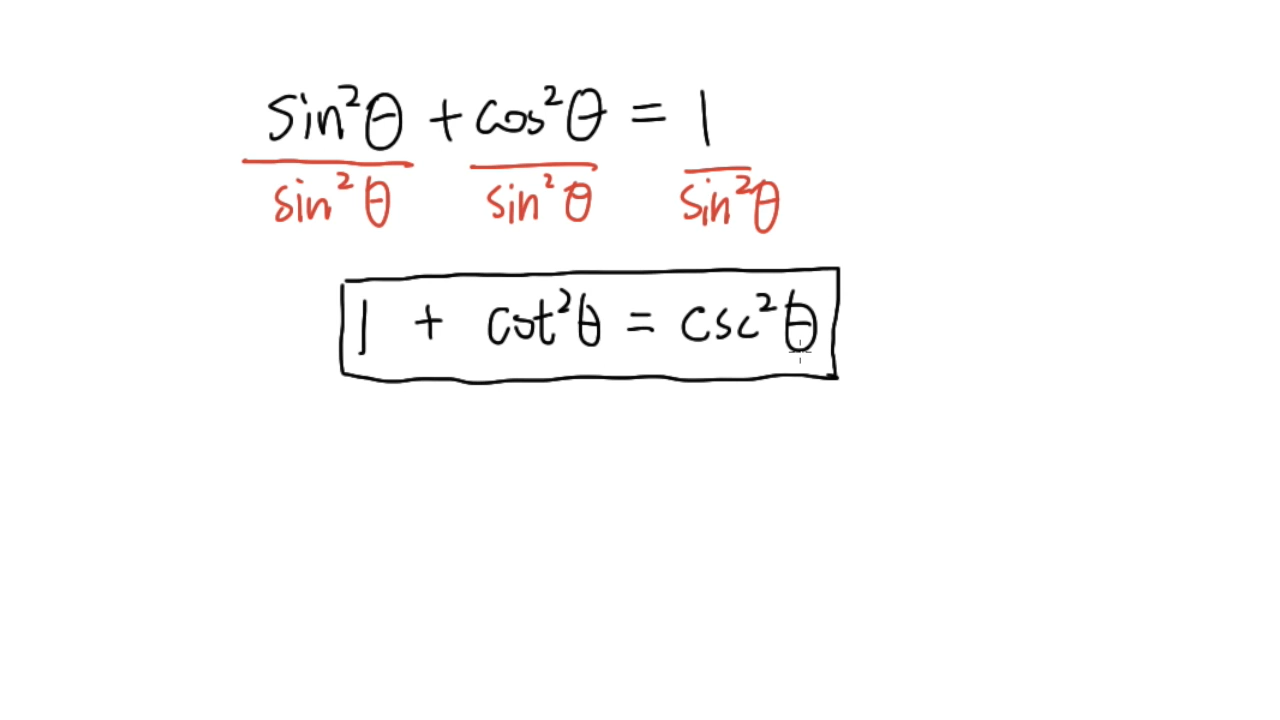 sin²θ + cos²θ = 1
sin²θ sin²θ sin²θ
1 + cot²θ = csc²θ